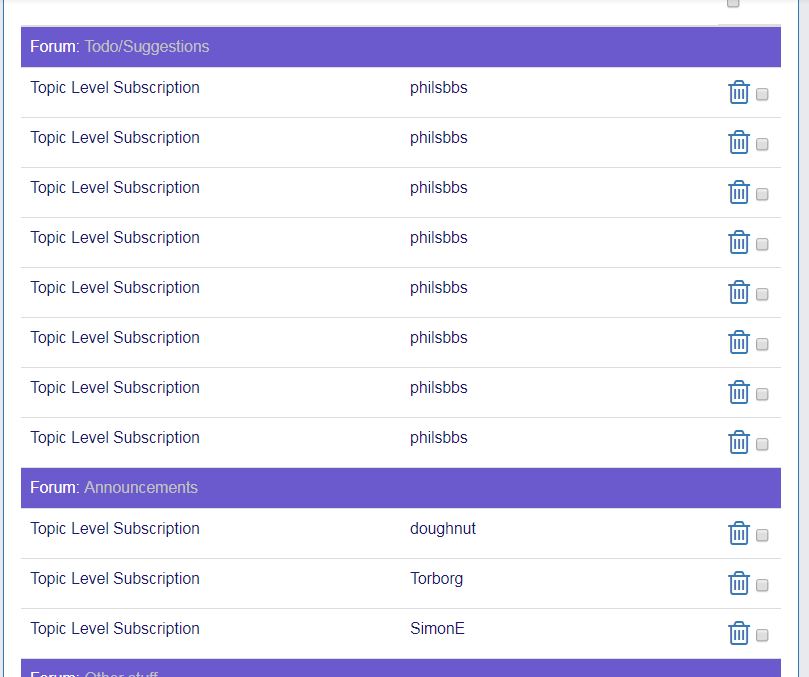 Forum: Todo/Suggestions
Topic Level Subscription philsbbs
Topic Level Subscription philsbbs
Topic Level Subscription philsbbs
Topic Level Subscription philsbbs
Topic Level Subscription philsbbs
Topic Level Subscription philsbbs
Topic Level Subscription philsbbs
Topic Level Subscription philsbbs
Forum: Announcements
Topic Level Subscription doughnut
Topic Level Subscription Torborg
Topic Level Subscription SimonE
Forum: Other stuff